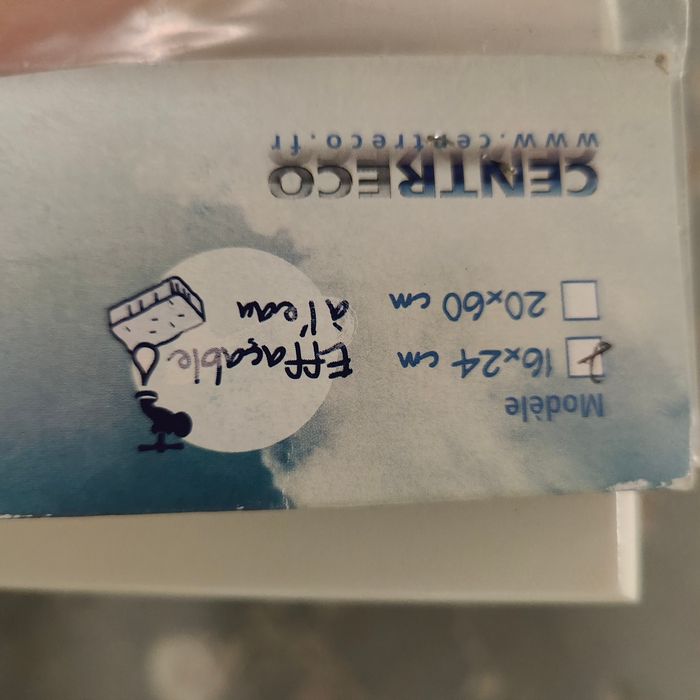 Modèle
16x24 cm
20x60 cm
Effaçable
à l'eau
CENTRECO
www.centreco.fr